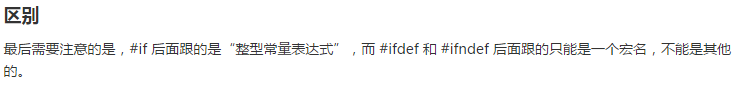 区别
最后需要注意的是，#if 后面跟的是“整型常量表达式”，而 #ifdef 和 #ifndef 后面跟的只能是一个宏名，不能是其他
的。